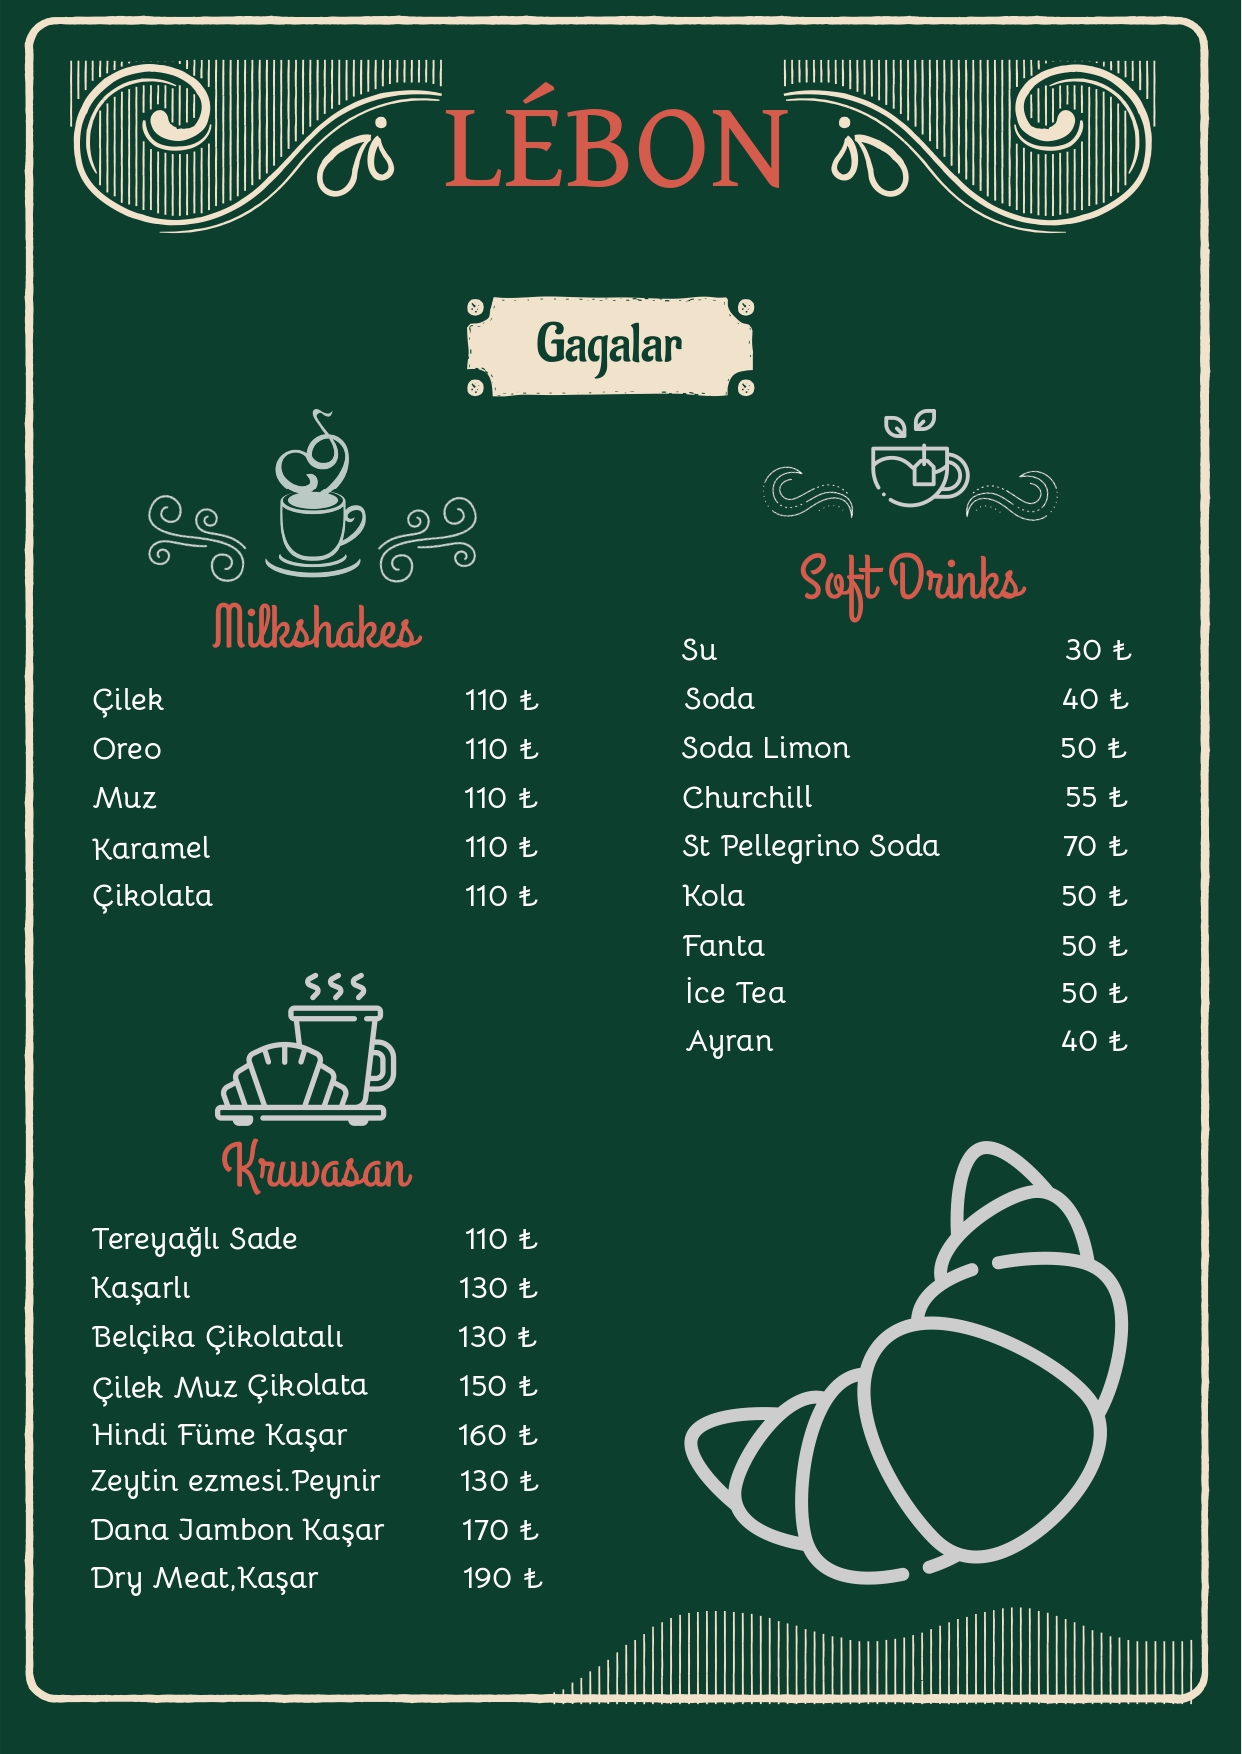 LÉBON
Gagalar
Milkshakes
Çilek 110 ₺
Oreo 110 ₺
Muz 110 ₺
Karamel 110 ₺
Çikolata 110 ₺
Kruvasan
Tereyağlı Sade 110 ₺
Kaşarlı 130 ₺
Belçika Çikolatalı 130 ₺
Çilek Muz Çikolata 150 ₺
Hindi Füme Kaşar 160 ₺
Zeytin ezmesi.Peynir 130 ₺
Dana Jambon Kaşar 170 ₺
Dry Meat,Kaşar 190 ₺
Soft Drinks
Su 30 ₺
Soda 40 ₺
Soda Limon 50 ₺
Churchill 55 ₺
St Pellegrino Soda 70 ₺
Kola 50 ₺
Fanta 50 ₺
İce Tea 50 ₺
Ayran 40 ₺